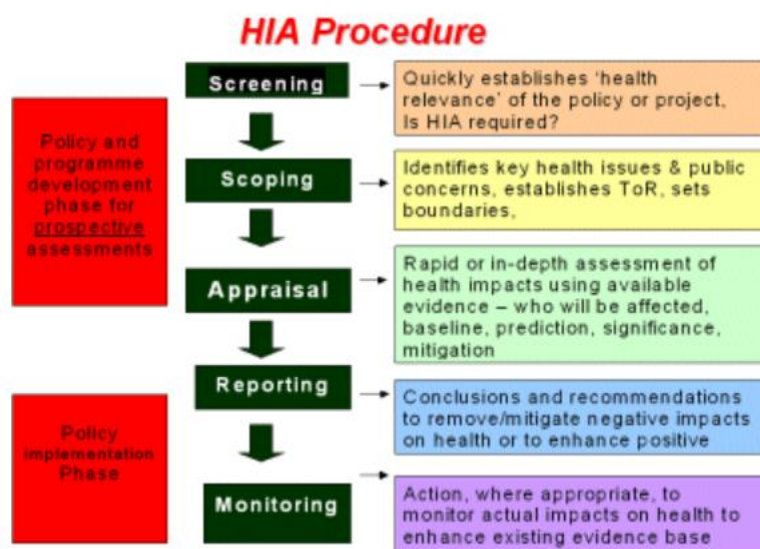 HIA Procedure
Screening
Quickly establishes 'health
relevance' of the policy or project,
Is HIA required?
Policy and
programme
development
phase for
prospective
assessments
Scoping
Identifies key health issues & public
concerns, establishes ToR, sets
boundaries,
Appraisal
Rapid or in-depth assessment of
health impacts using available
evidence – who will be affected,
baseline, prediction, significance,
mitigation
Reporting
Conclusions and recommendations
to remove/mitigate negative impacts
on health or to enhance positive
Policy
implementation
Phase
Monitoring
Action, where appropriate, to
monitor actual impacts on health to
enhance existing evidence base